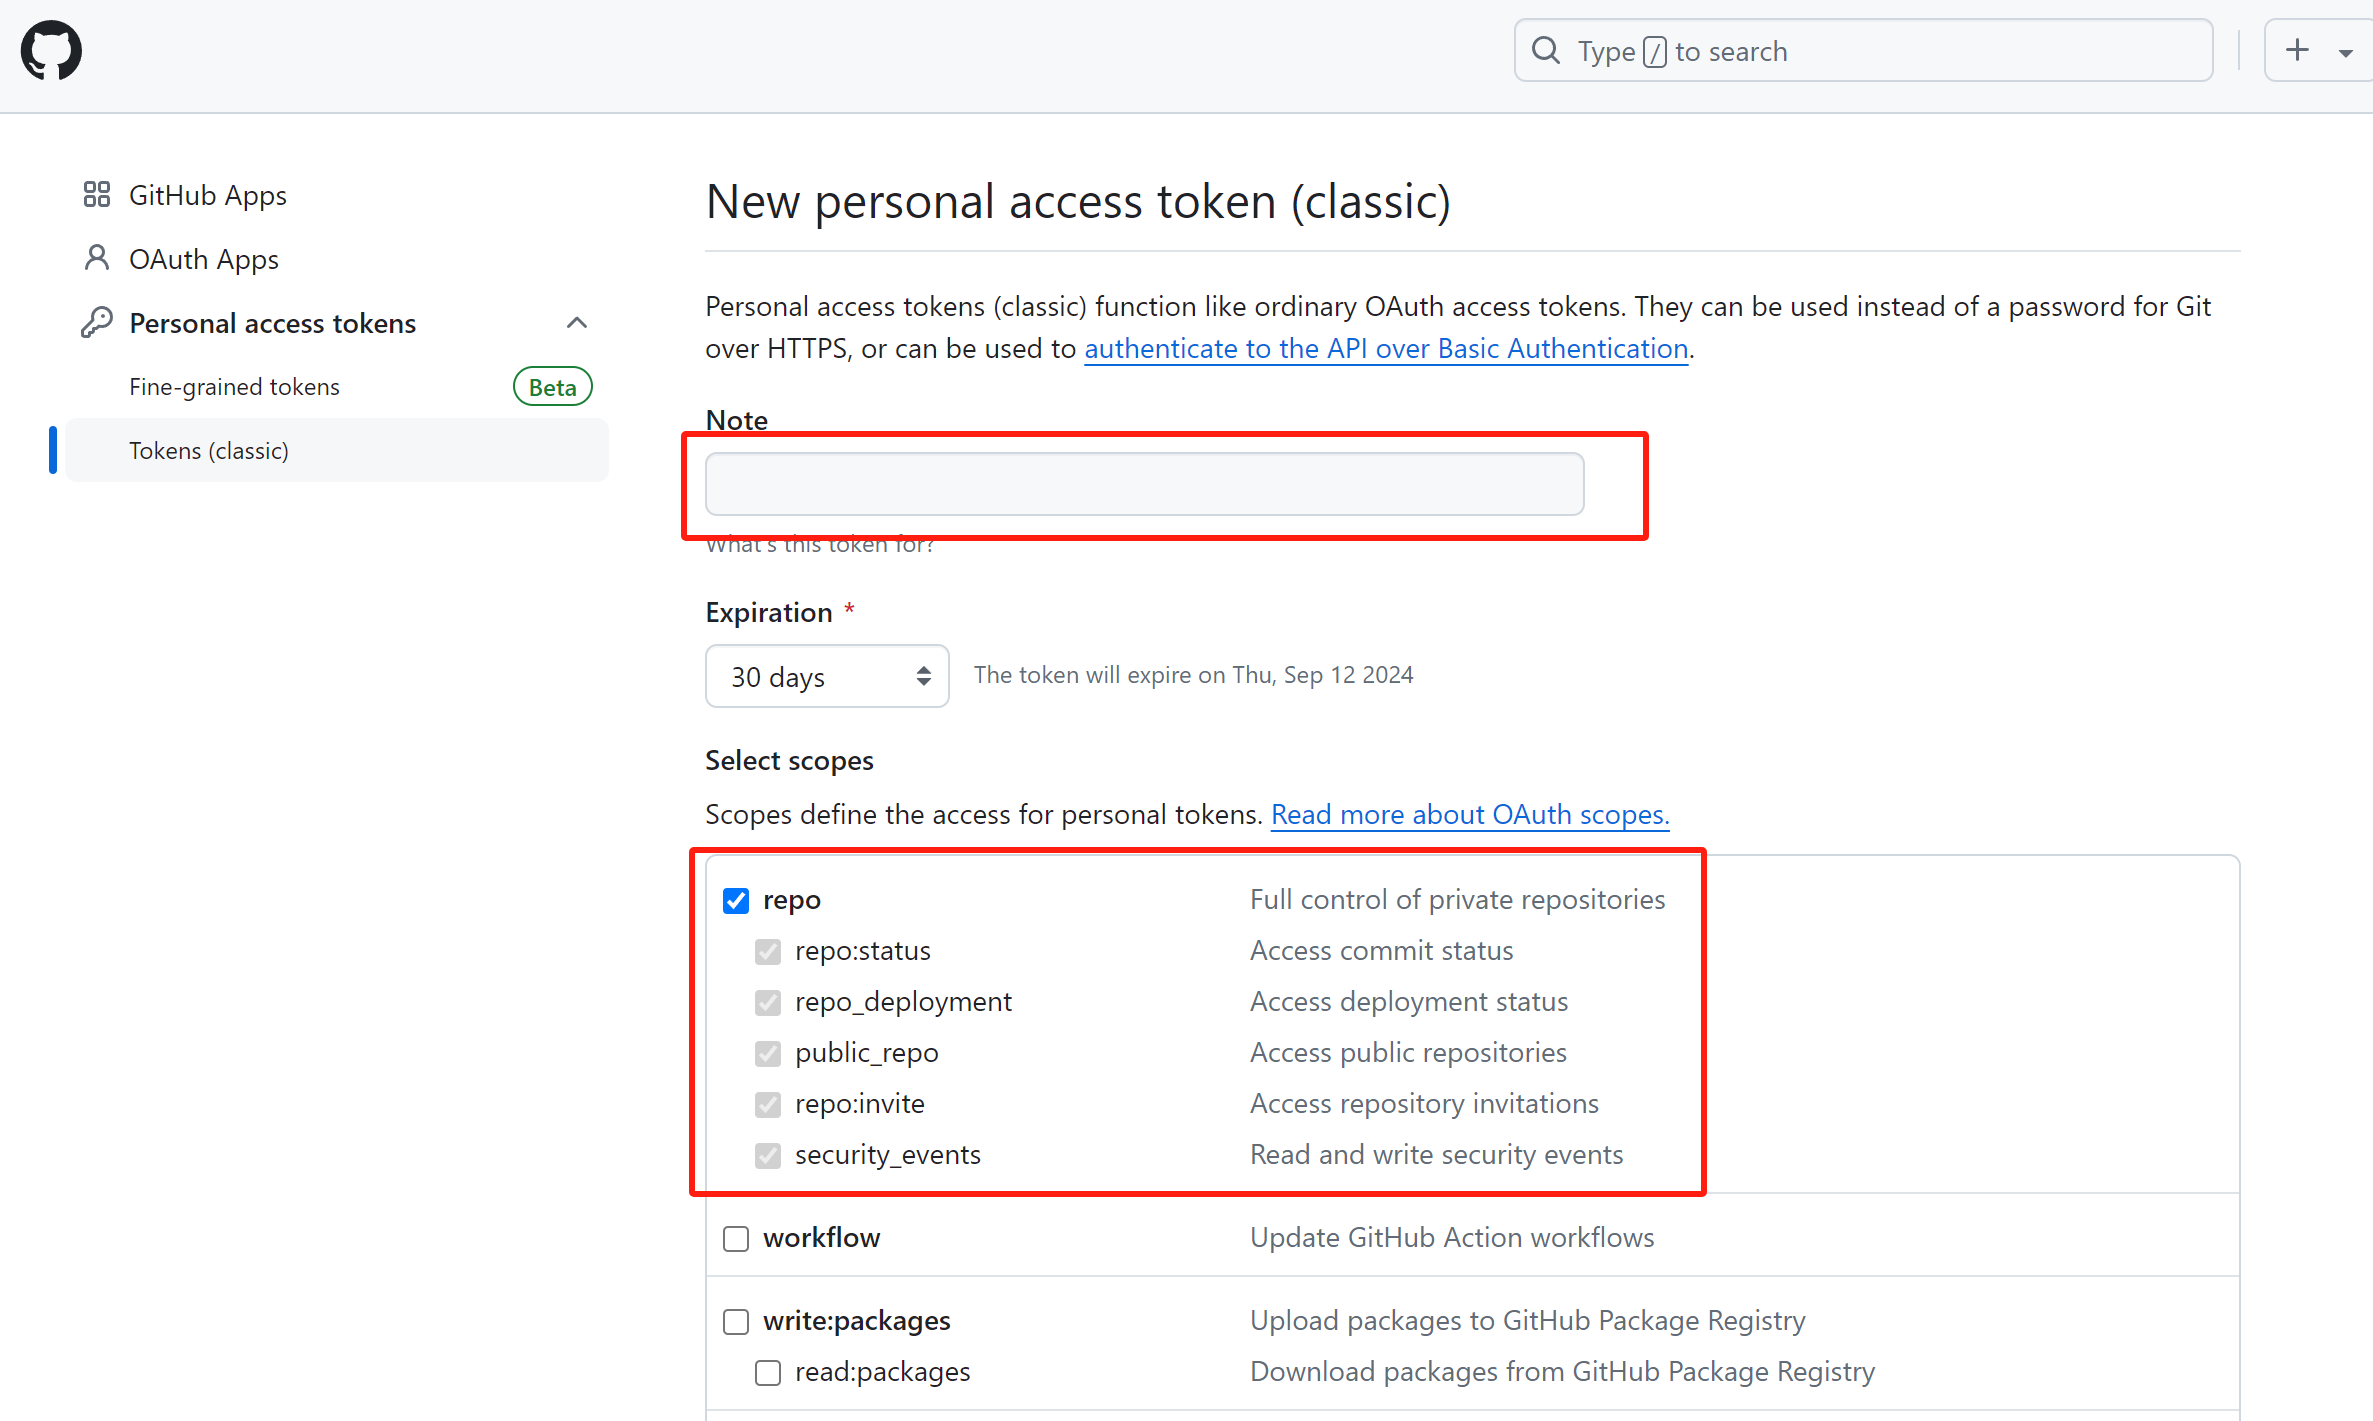 Type / to search
GitHub Apps
OAuth Apps
Personal access tokens
Fine-grained tokens Beta
Tokens (classic)
New personal access token (classic)
Personal access tokens (classic) function like ordinary OAuth access tokens. They can be used instead of a password for Git
over HTTPS, or can be used to authenticate to the API over Basic Authentication.
Note
What's this token for?
Expiration *
30 days The token will expire on Thu, Sep 12 2024
Select scopes
Scopes define the access for personal tokens. Read more about OAuth scopes.
repo Full control of private repositories
repo:status Access commit status
repo_deployment Access deployment status
public_repo Access public repositories
repo:invite Access repository invitations
security_events Read and write security events
workflow Update GitHub Action workflows
write:packages Upload packages to GitHub Package Registry
read:packages Download packages from GitHub Package Registry